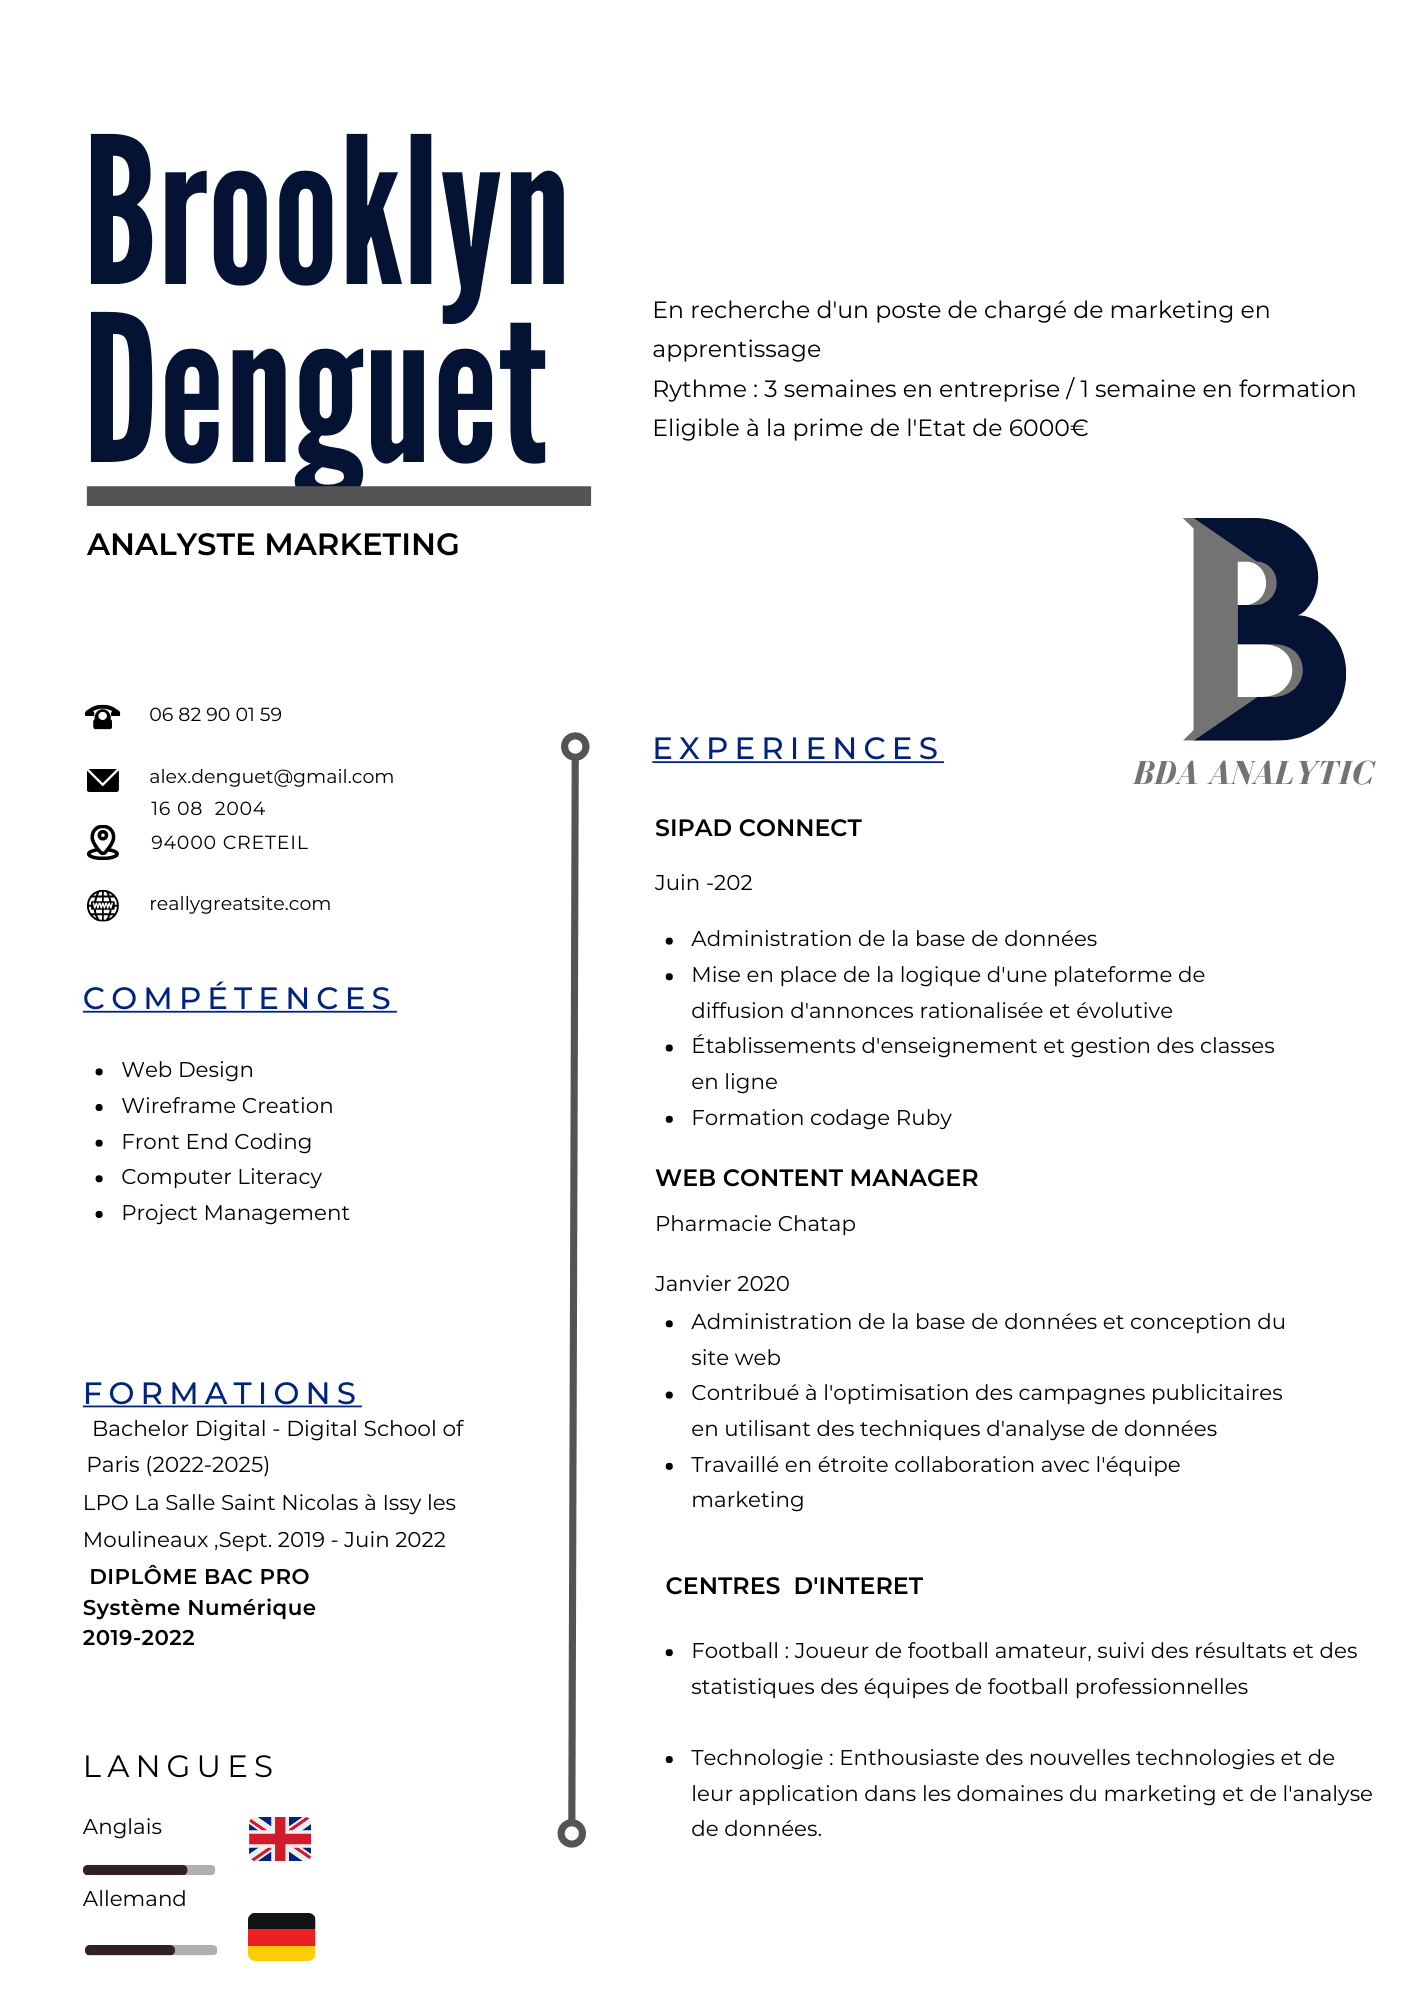 Brooklyn
Denguet
ANALYSTE MARKETING
En recherche d'un poste de chargé de marketing en
apprentissage
Rythme : 3 semaines en entreprise / 1 semaine en formation
Eligible à la prime de l'Etat de 6000€
B
BDA ANALYTIC
06 82 90 01 59
alex.denguet@gmail.com
16 08  2004
94000 CRETEIL
www
reallygreatsite.com
COMPÉTENCES
• Web Design
• Wireframe Creation
• Front End Coding
• Computer Literacy
• Project Management
FORMATIONS
Bachelor Digital - Digital School of
Paris (2022-2025)
LPO La Salle Saint Nicolas à Issy les
Moulineaux ,Sept. 2019 - Juin 2022
DIPLÔME BAC PRO
Système Numérique
2019-2022
LANGUES
Anglais
Allemand
EXPERIENCES
SIPAD CONNECT
Juin -202
• Administration de la base de données
• Mise en place de la logique d'une plateforme de
diffusion d'annonces rationalisée et évolutive
• Établissements d'enseignement et gestion des classes
en ligne
• Formation codage Ruby
WEB CONTENT MANAGER
Pharmacie Chatap
Janvier 2020
• Administration de la base de données et conception du
site web
• Contribué à l'optimisation des campagnes publicitaires
en utilisant des techniques d'analyse de données
• Travaillé en étroite collaboration avec l'équipe
marketing
CENTRES  D'INTERET
• Football : Joueur de football amateur, suivi des résultats et des
statistiques des équipes de football professionnelles
• Technologie : Enthousiaste des nouvelles technologies et de
leur application dans les domaines du marketing et de l'analyse
de données.